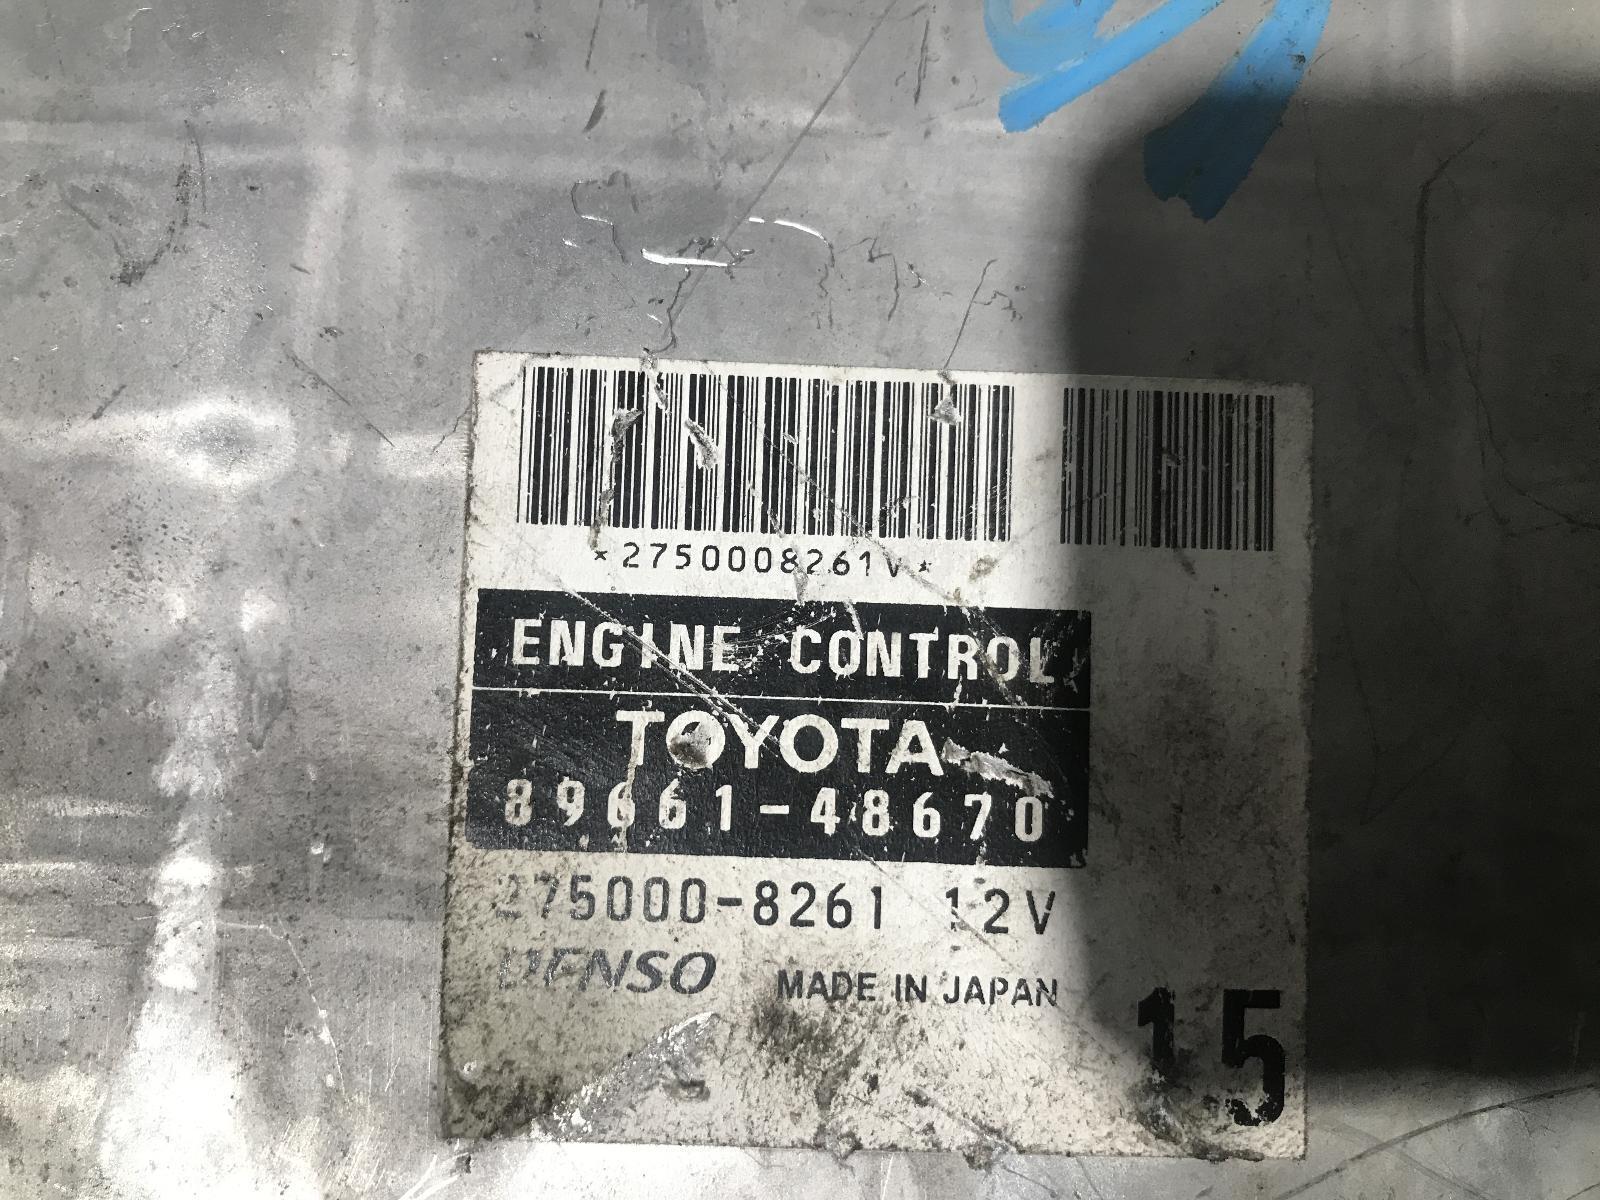 *2750008261V*
ENGINE CONTROL
TOYOTA
89661-48670
275000-8261 12V
DENSO MADE IN JAPAN
15